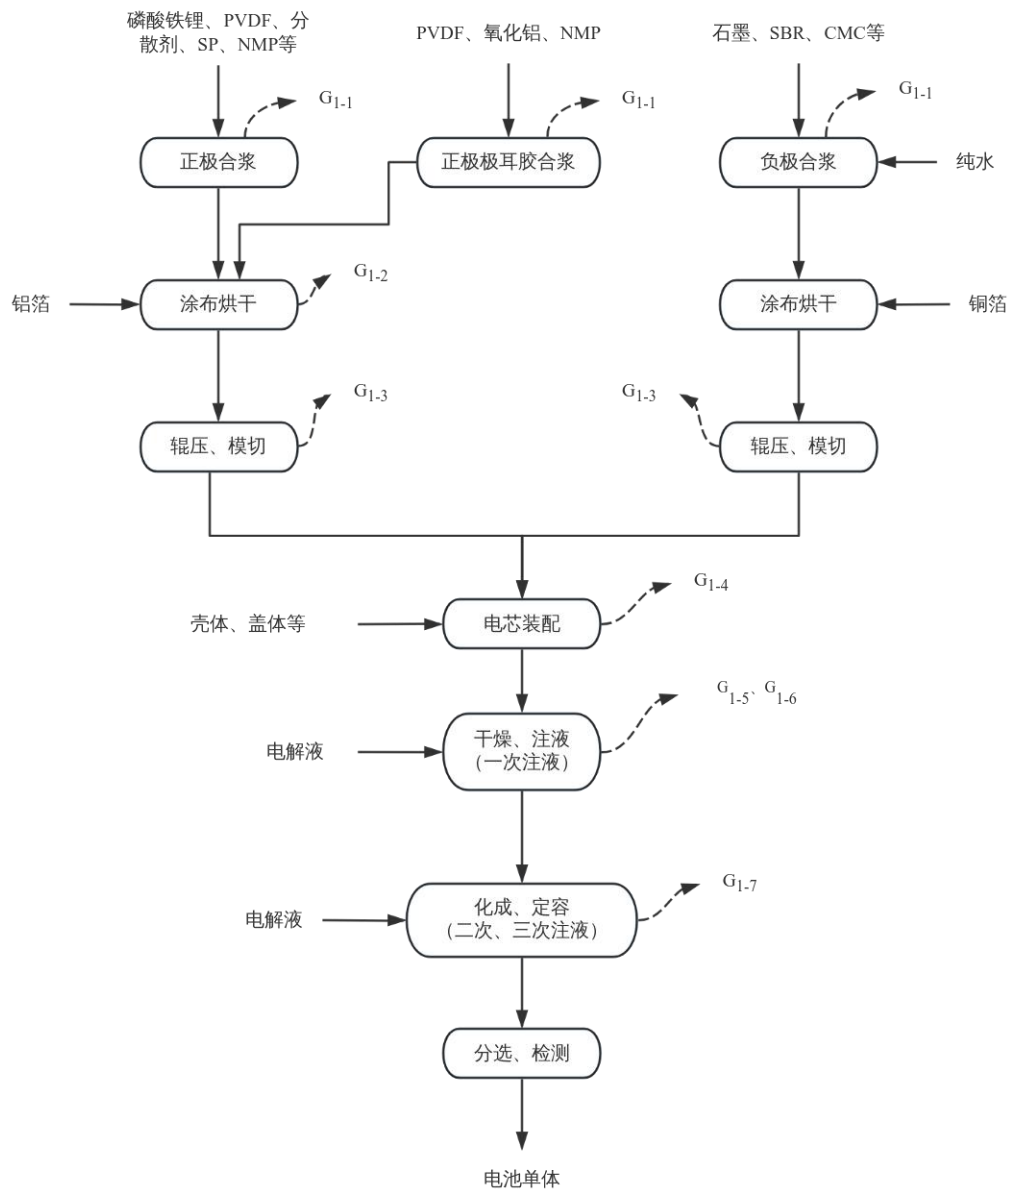 磷酸铁锂、PVDF、分
散剂、SP、NMP等
PVDF、氧化铝、NMP
石墨、SBR、CMC等
G1-1
G1-1
G1-1
正极合浆
正极极耳胶合浆
负极合浆
纯水
G1-2
铝箔
涂布烘干
涂布烘干
铜箔
G1-3
G1-3
辊压、模切
辊压、模切
G1-4
壳体、盖体等
电芯装配
G1-5、G1-6
电解液
干燥、注液
（一次注液）
G1-7
电解液
化成、定容
（二次、三次注液）
分选、检测
电池单体